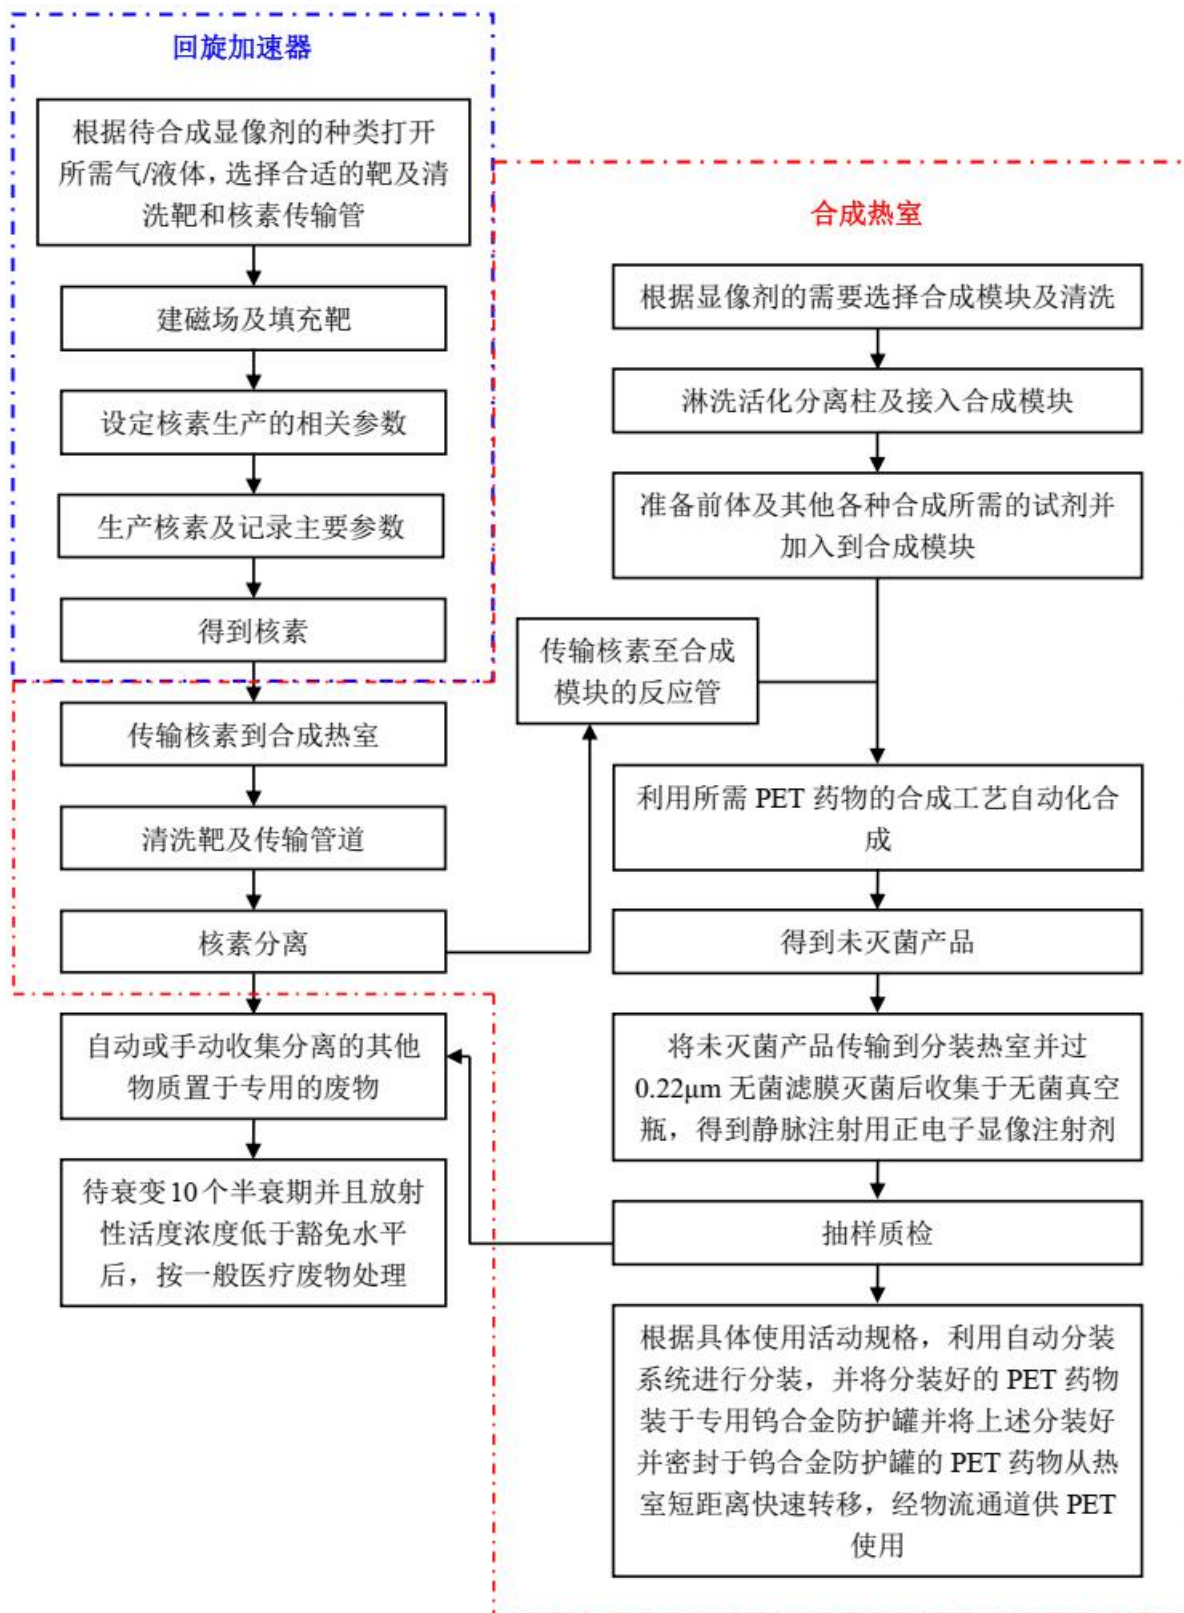 回旋加速器
根据待合成显像剂的种类打开
所需气/液体，选择合适的靶及清
洗靶和核素传输管
建磁场及填充靶
设定核素生产的相关参数
生产核素及记录主要参数
得到核素
传输核素到合成热室
清洗靶及传输管道
核素分离
自动或手动收集分离的其他
物质置于专用的废物
待衰变10个半衰期并且放射
性活度浓度低于豁免水平
后，按一般医疗废物处理
合成热室
根据显像剂的需要选择合成模块及清洗
淋洗活化分离柱及接入合成模块
准备前体及其他各种合成所需的试剂并
加入到合成模块
传输核素至合成
模块的反应管
利用所需 PET 药物的合成工艺自动化合
成
得到未灭菌产品
将未灭菌产品传输到分装热室并过
0.22μm 无菌滤膜灭菌后收集于无菌真空
瓶，得到静脉注射用正电子显像注射剂
抽样质检
根据具体使用活动规格，利用自动分装
系统进行分装，并将分装好的 PET 药物
装于专用钨合金防护罐并将上述分装好
并密封于钨合金防护罐的 PET 药物从热
室短距离快速转移，经物流通道供 PET
使用